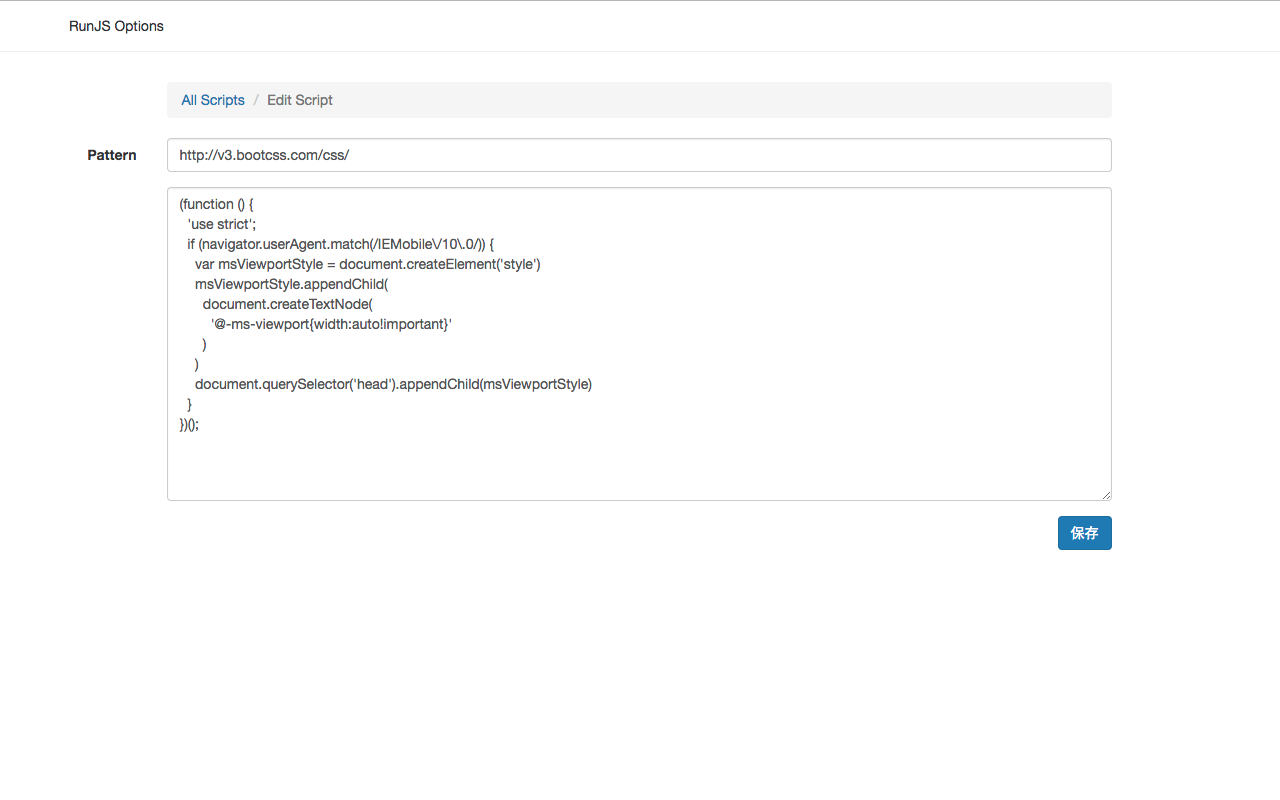 RunJS Options
All Scripts / Edit Script
Pattern
http://v3.bootcss.com/css/
(function () {
  'use strict';
  if (navigator.userAgent.match(/IEMobile\/10\.0/)) {
    var msViewportStyle = document.createElement('style')
    msViewportStyle.appendChild(
      document.createTextNode(
        '@-ms-viewport{width:auto!important}'
      )
    )
    document.querySelector('head').appendChild(msViewportStyle)
  }
})();
保存